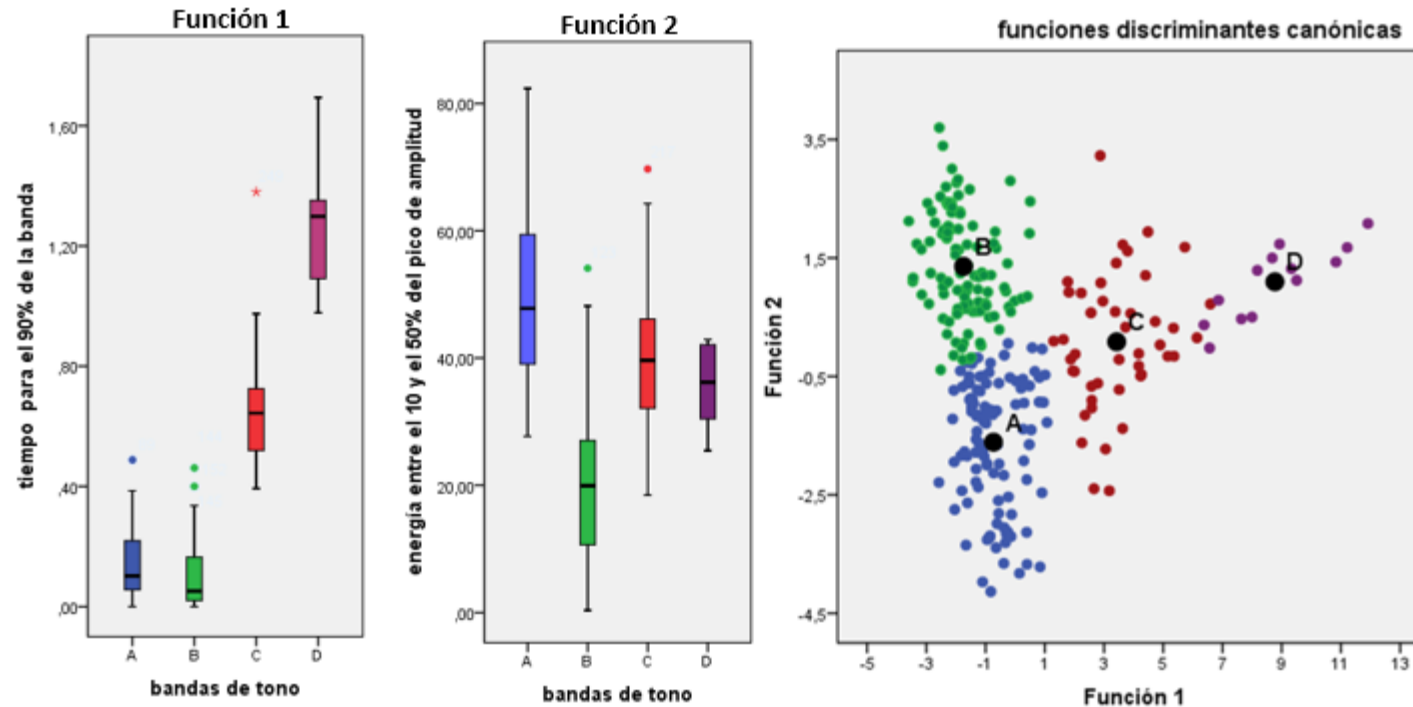 Función 1
tiempo para el 90% de la banda
1,60
1,20
,80
,40
,00
A B C D
bandas de tono
Función 2
energía entre el 10 y el 50% del pico de amplitud
80,00
60,00
40,00
20,00
,00
A B C D
bandas de tono
funciones discriminantes canónicas
Función 2
3,5
1,5
-0,5
-2,5
-4,5
B
D
C
A
-5 -3 -1 1 3 5 7 9 11 13
Función 1